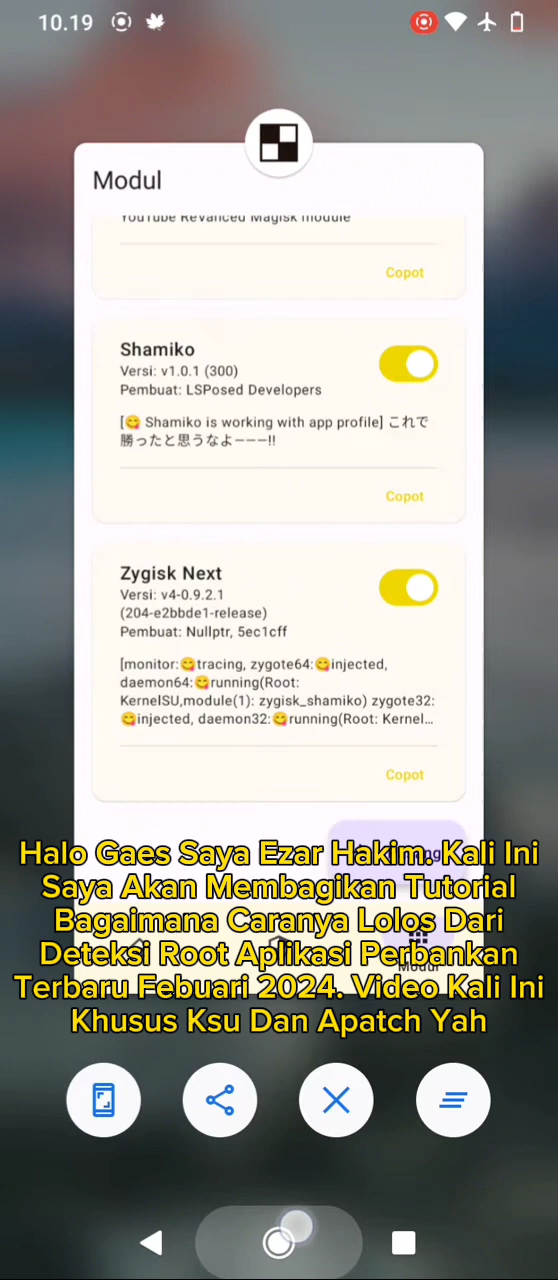 10.19
Modul
YouTube ReVanced Magisk module
Copot
Shamiko
Versi: v1.0.1 (300)
Pembuat: LSPosed Developers
[😋 Shamiko is working with app profile] これで
勝ったと思うなよ―――!!
Copot
Zygisk Next
Versi: v4-0.9.2.1
(204-e2bbde1-release)
Pembuat: Nullptr, 5ec1cff
[monitor:😋tracing, zygote64:😋injected,
daemon64:😋running(Root:
KernelSU,module(1): zygisk_shamiko) zygote32:
😋injected, daemon32:😋running(Root: Kernel…
Copot
Halo Gaes Saya Ezar Hakim. Kali Ini
Saya Akan Membagikan Tutorial
Bagaimana Caranya Lolos Dari
Deteksi Root Aplikasi Perbankan
Modul
Terbaru Febuari 2024. Video Kali Ini
Khusus Ksu Dan Apatch Yah